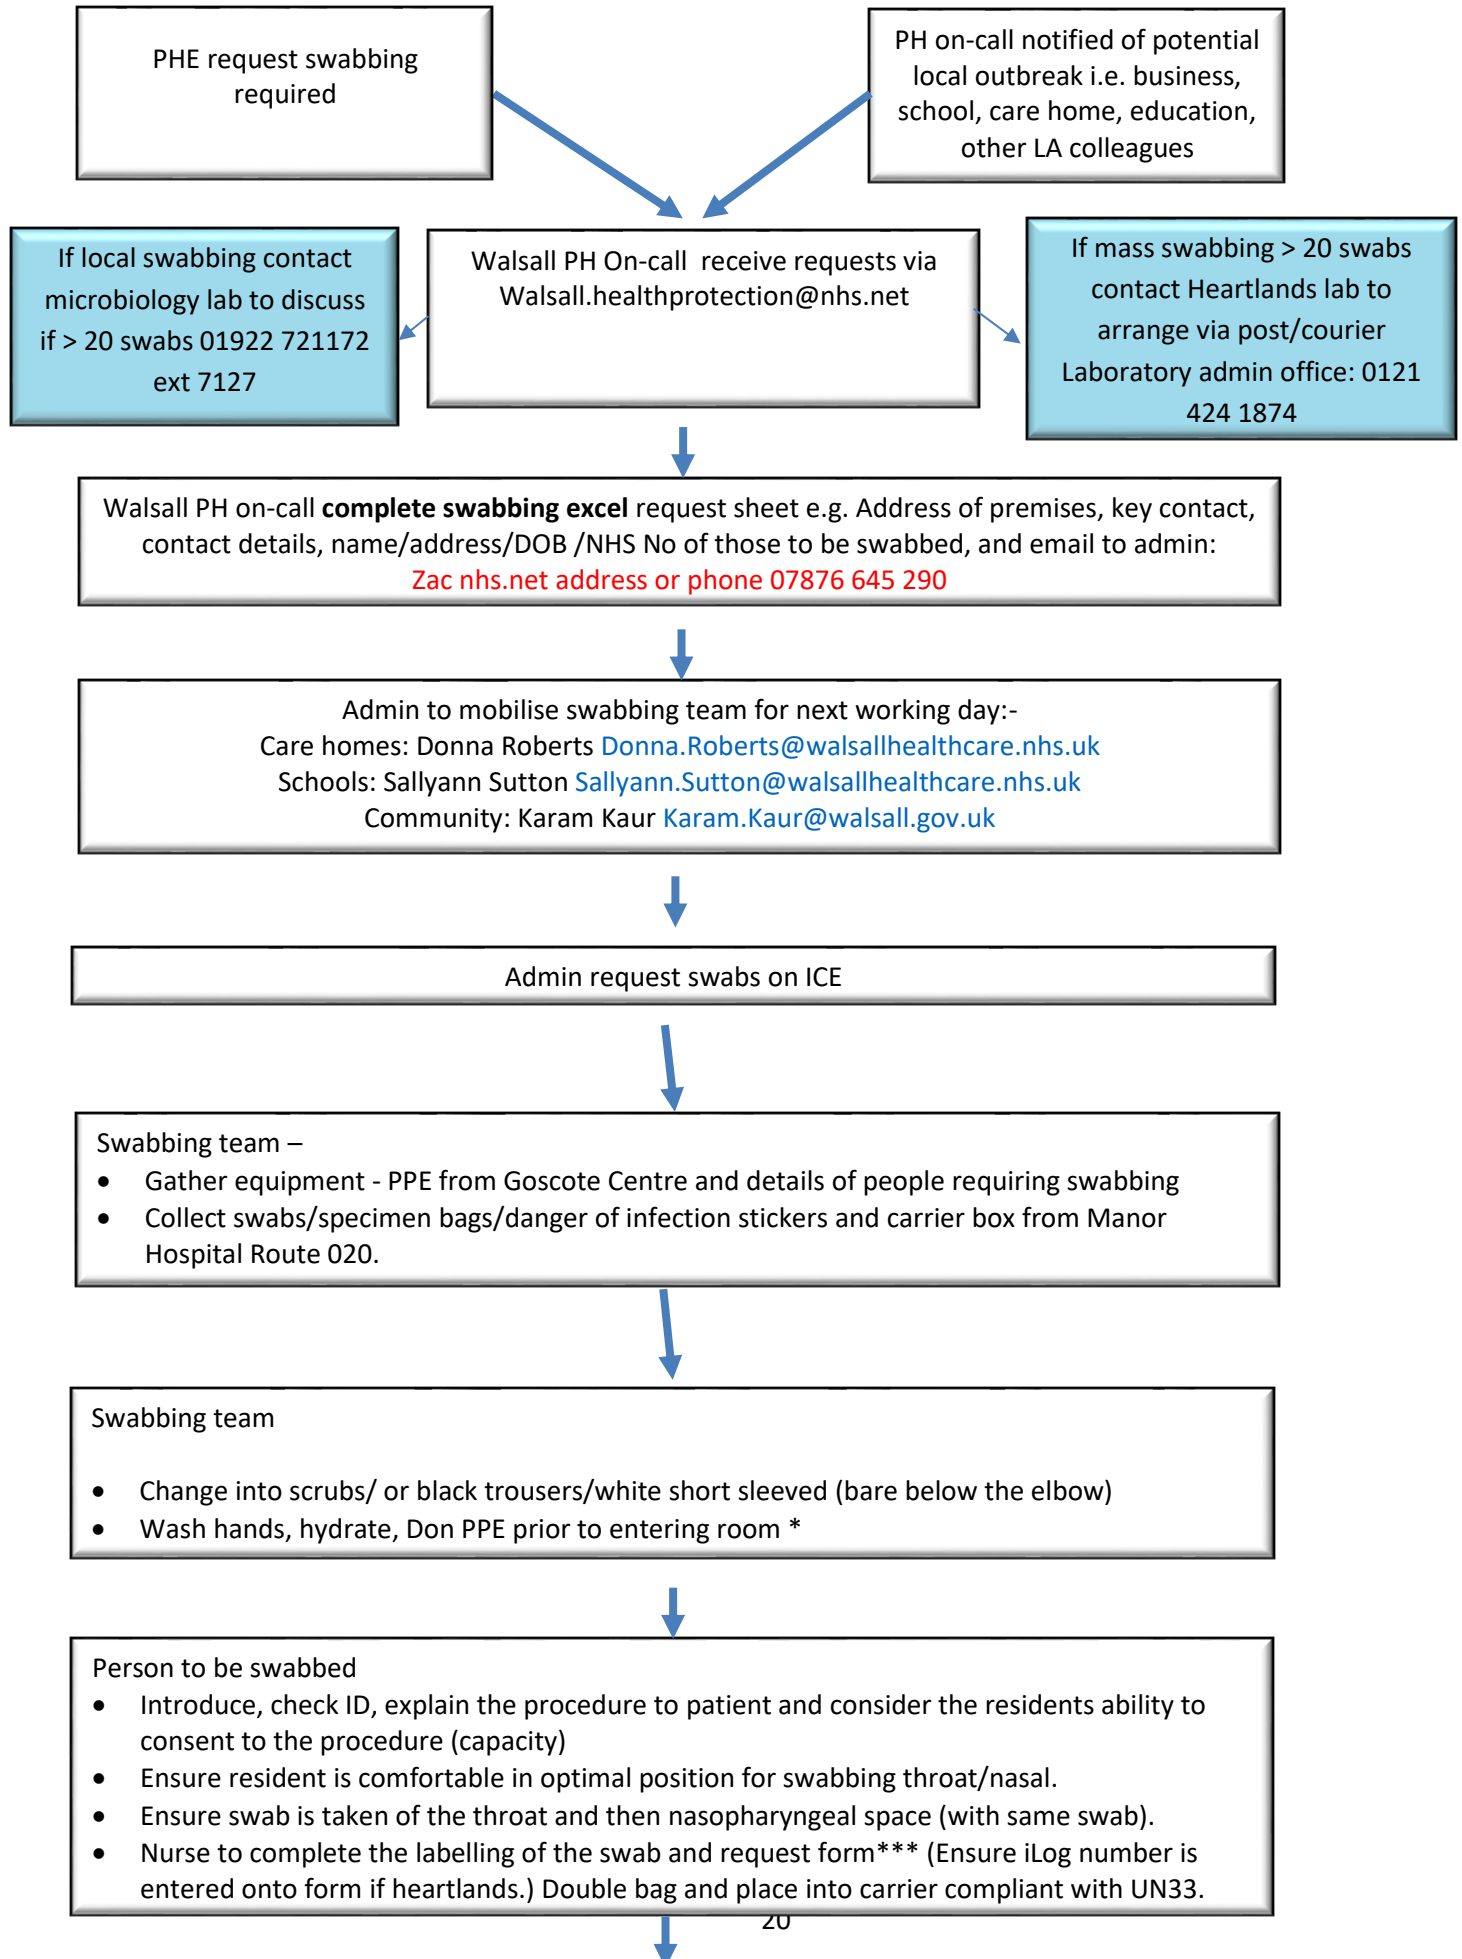 PHE request swabbing
required
PH on-call notified of potential
local outbreak i.e. business,
school, care home, education,
other LA colleagues
If local swabbing contact
microbiology lab to discuss
if > 20 swabs 01922 721172
ext 7127
Walsall PH On-call receive requests via
Walsall.healthprotection@nhs.net
If mass swabbing > 20 swabs
contact Heartlands lab to
arrange via post/courier
Laboratory admin office: 0121
424 1874
Walsall PH on-call complete swabbing excel request sheet e.g. Address of premises, key contact,
contact details, name/address/DOB /NHS No of those to be swabbed, and email to admin:
Zac nhs.net address or phone 07876 645 290
Admin to mobilise swabbing team for next working day:-
Care homes: Donna Roberts Donna.Roberts@walsallhealthcare.nhs.uk
Schools: Sallyann Sutton Sallyann.Sutton@walsallhealthcare.nhs.uk
Community: Karam Kaur Karam.Kaur@walsall.gov.uk
Admin request swabs on ICE
Swabbing team –
• Gather equipment - PPE from Goscote Centre and details of people requiring swabbing
• Collect swabs/specimen bags/danger of infection stickers and carrier box from Manor
Hospital Route 020.
Swabbing team
• Change into scrubs/ or black trousers/white short sleeved (bare below the elbow)
• Wash hands, hydrate, Don PPE prior to entering room *
Person to be swabbed
• Introduce, check ID, explain the procedure to patient and consider the residents ability to
consent to the procedure (capacity)
• Ensure resident is comfortable in optimal position for swabbing throat/nasal.
• Ensure swab is taken of the throat and then nasopharyngeal space (with same swab).
• Nurse to complete the labelling of the swab and request form*** (Ensure iLog number is
entered onto form if heartlands.) Double bag and place into carrier compliant with UN33.
20